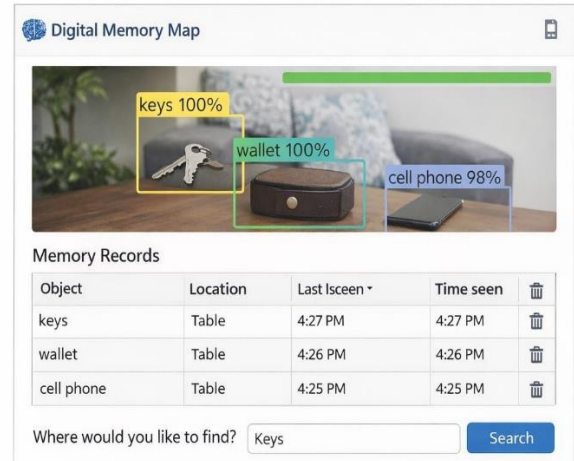 Digital Memory Map
keys 100%
wallet 100%
cell phone 98%
Memory Records
Object Location Last Isceen Time seen
keys Table 4:27 PM 4:27 PM
wallet Table 4:26 PM 4:26 PM
cell phone Table 4:25 PM 4:25 PM
Where would you like to find? Keys Search